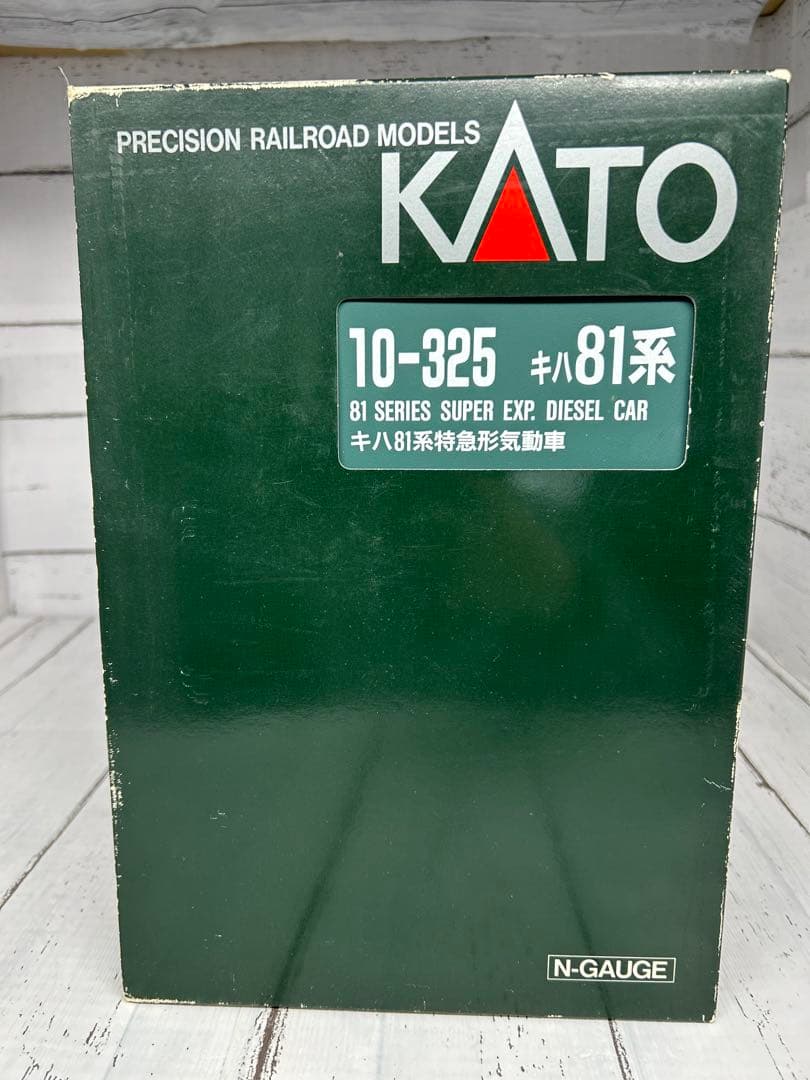 PRECISION RAILROAD MODELS
KATO
10-325 キハ81系
81 SERIES SUPER EXP. DIESEL CAR
キハ81系特急形気動車
N-GAUGE